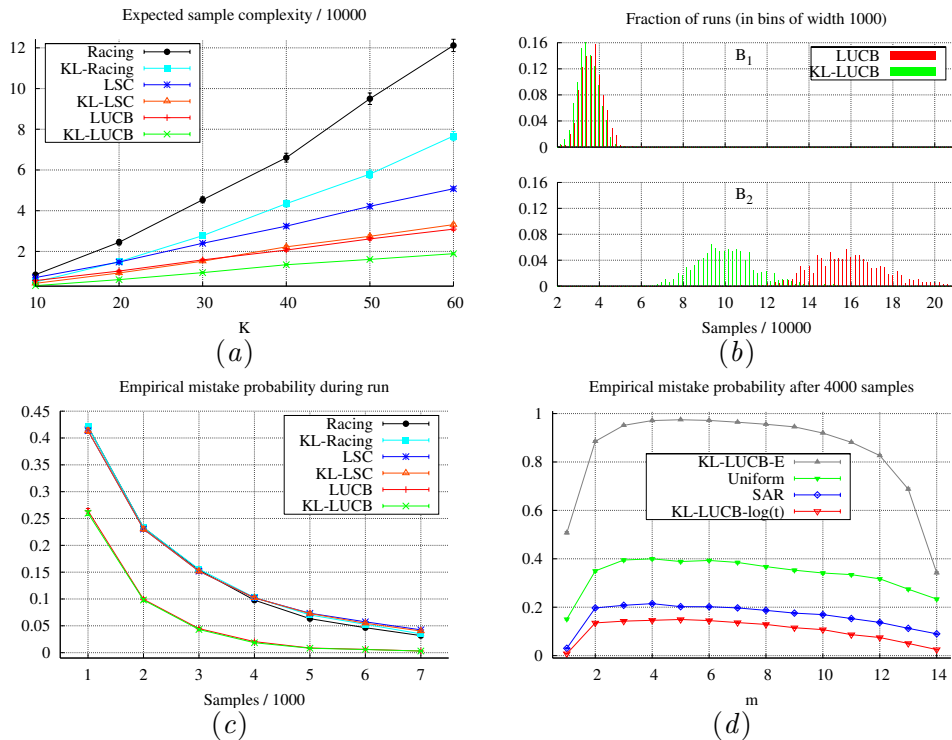 Expected sample complexity / 10000
12
10
8
6
4
2
Racing
KL-Racing
LSC
KL-LSC
LUCB
KL-LUCB
10 20 30 40 50 60
K
(a)
Fraction of runs (in bins of width 1000)
0.16
0.12
0.08
0.04
0
B1
LUCB
KL-LUCB
0.16
0.12
0.08
0.04
0
B2
2 4 6 8 10 12 14 16 18 20
Samples / 10000
(b)
Empirical mistake probability during run
0.45
0.4
0.35
0.3
0.25
0.2
0.15
0.1
0.05
0
Racing
KL-Racing
LSC
KL-LSC
LUCB
KL-LUCB
1 2 3 4 5 6 7
Samples / 1000
(c)
Empirical mistake probability after 4000 samples
1
0.8
0.6
0.4
0.2
0
KL-LUCB-E
Uniform
SAR
KL-LUCB-log(t)
2 4 6 8 10 12 14
m
(d)